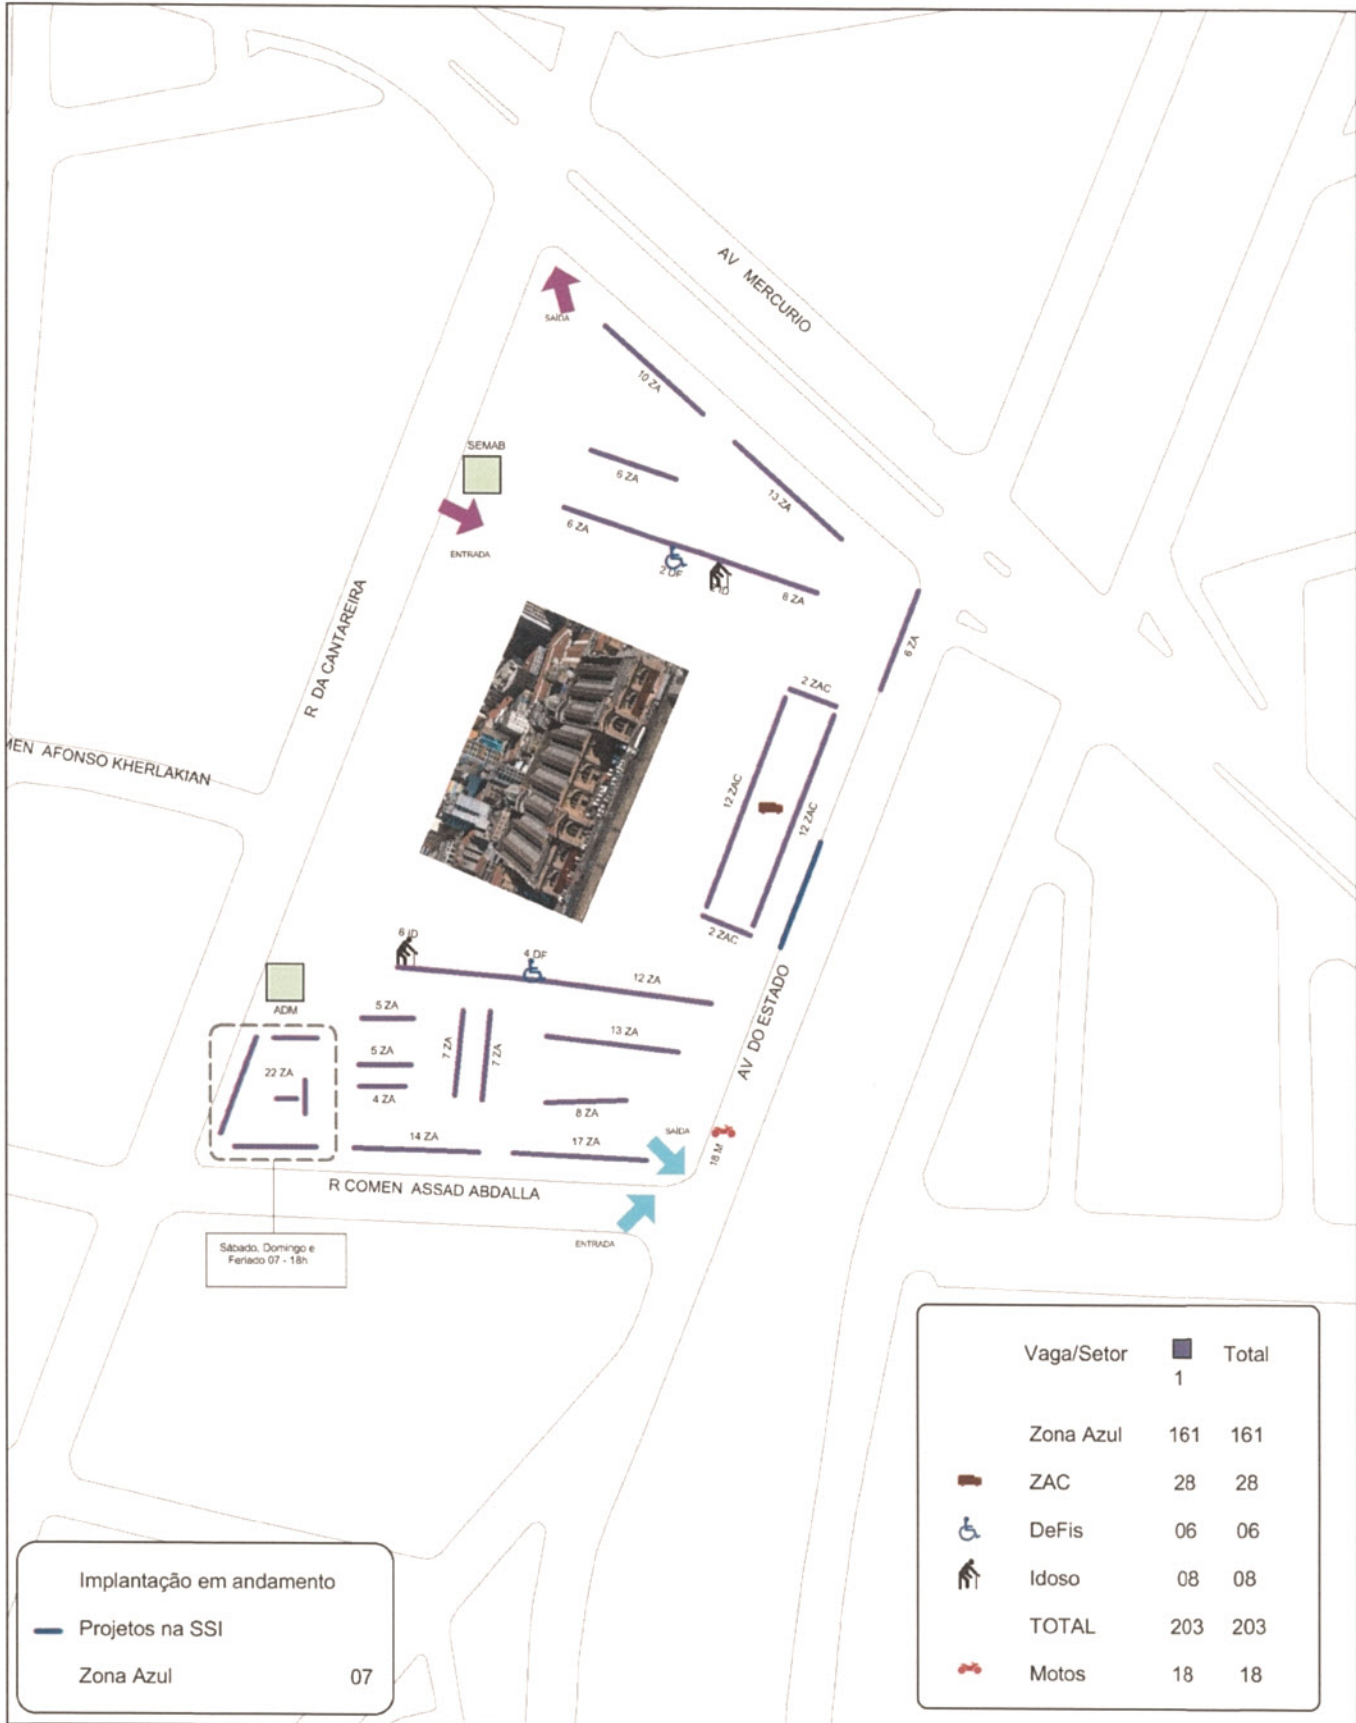 AV MERCURIO
SAÍDA
10 ZA
SEMAB
6 ZA
13 ZA
6 ZA
ENTRADA
2 DF
ID
8 ZA
6 ZA
R DA CANTAREIRA
2 ZAC
MEN AFONSO KHERLAKIAN
12 ZAC
12 ZAC
2 ZAC
6 ID
4 DF
12 ZA
AV DO ESTADO
ADM
5 ZA
13 ZA
7 ZA
7 ZA
5 ZA
22 ZA
4 ZA
8 ZA
14 ZA
17 ZA
SAÍDA
18 M
R COMEN ASSAD ABDALLA
ENTRADA
Sábado, Domingo e
Feriado 07 - 18h
Vaga/Setor Total
1
Zona Azul 161 161
ZAC 28 28
DeFis 06 06
Idoso 08 08
TOTAL 203 203
Motos 18 18
Implantação em andamento
Projetos na SSI
Zona Azul 07